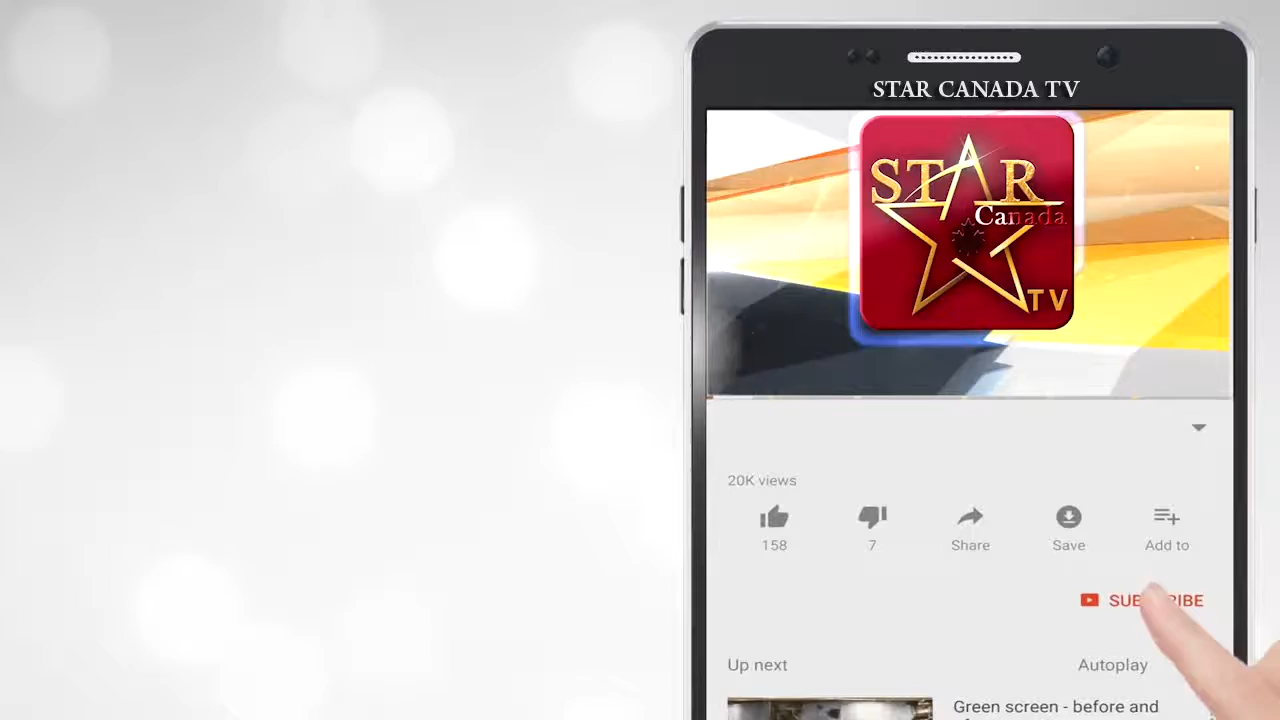 STAR CANADA TV
STAR
Canada
TV
20K views
158
7
Share
Save
Add to
SUBSCRIBE
Up next
Autoplay
Green screen - before and